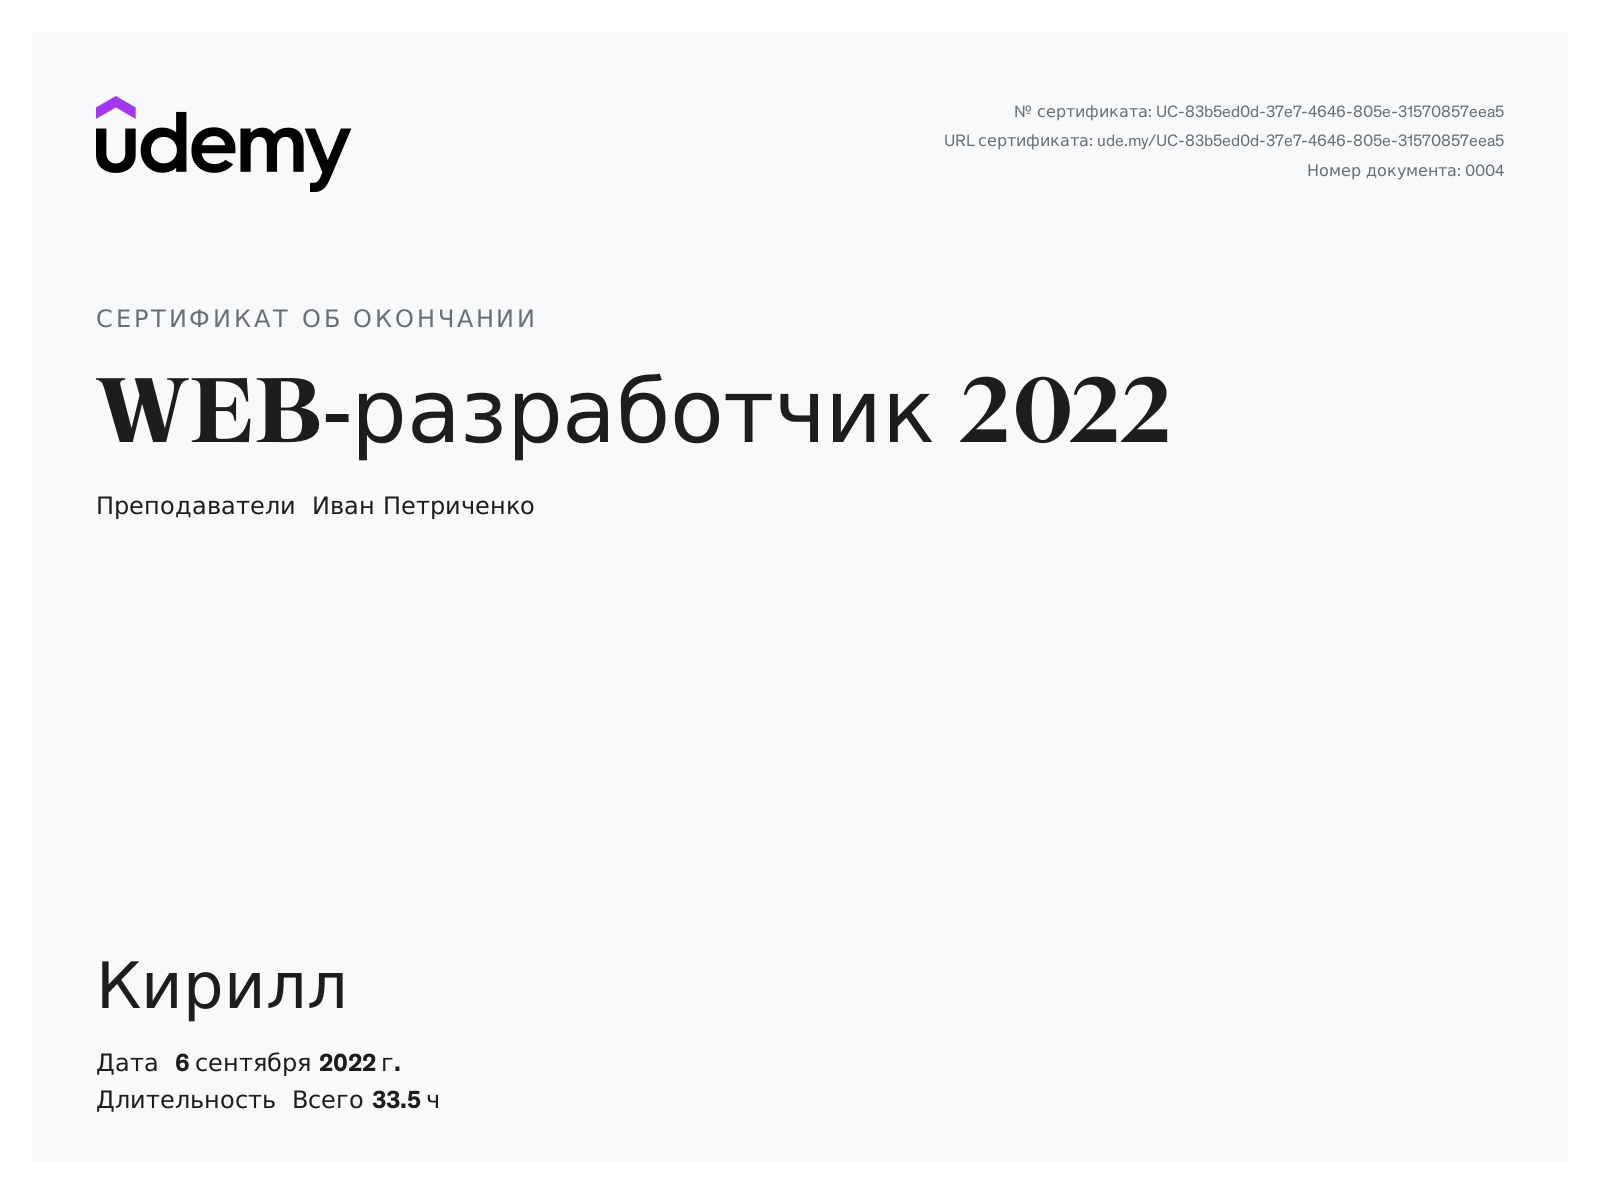 udemy
№ сертификата: UC-83b5ed0d-37e7-4646-805e-31570857eea5
URL сертификата: ude.my/UC-83b5ed0d-37e7-4646-805e-31570857eea5
Номер документа: 0004
СЕРТИФИКАТ ОБ ОКОНЧАНИИ
WEB-разработчик 2022
Преподаватели Иван Петриченко
Кирилл
Дата 6 сентября 2022 г.
Длительность Всего 33.5 ч